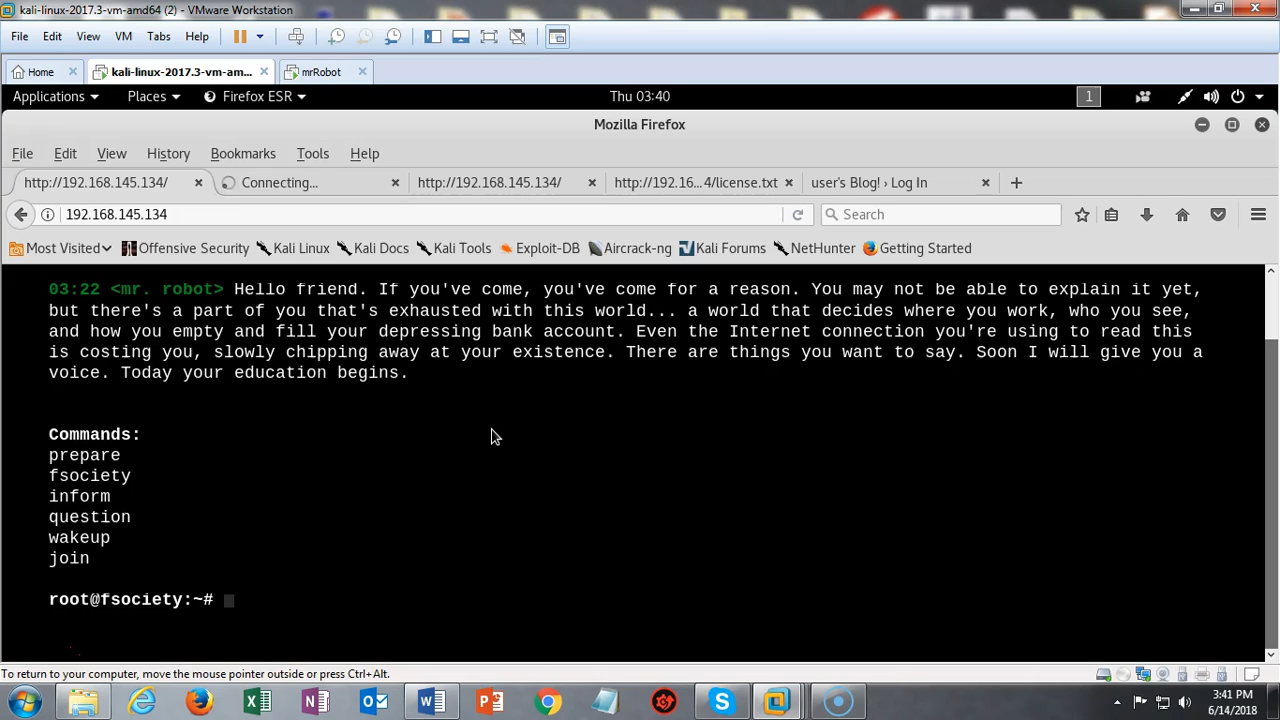 kali-linux-2017.3-vm-amd64 (2) - VMware Workstation
File Edit View VM Tabs Help
Home kali-linux-2017.3-vm-am... mrRobot
Applications Places Firefox ESR Thu 03:40 1
Mozilla Firefox
File Edit View History Bookmarks Tools Help
http://192.168.145.134/ Connecting... http://192.168.145.134/ http://192.16...4/license.txt user's Blog! › Log In
192.168.145.134 Search
Most Visited Offensive Security Kali Linux Kali Docs Kali Tools Exploit-DB Aircrack-ng Kali Forums NetHunter Getting Started
03:22 <mr. robot> Hello friend. If you've come, you've come for a reason. You may not be able to explain it yet,
but there's a part of you that's exhausted with this world... a world that decides where you work, who you see,
and how you empty and fill your depressing bank account. Even the Internet connection you're using to read this
is costing you, slowly chipping away at your existence. There are things you want to say. Soon I will give you a
voice. Today your education begins.
Commands:
prepare
fsociety
inform
question
wakeup
join
root@fsociety:~#
To return to your computer, move the mouse pointer outside or press Ctrl+Alt.
3:41 PM
6/14/2018